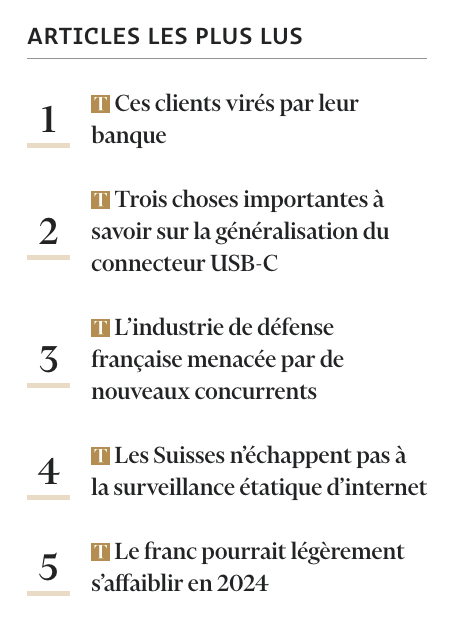 ARTICLES LES PLUS LUS
1
T Ces clients virés par leur
banque
2
T Trois choses importantes à
savoir sur la généralisation du
connecteur USB-C
3
T L’industrie de défense
française menacée par de
nouveaux concurrents
4
T Les Suisses n’échappent pas à
la surveillance étatique d’internet
5
T Le franc pourrait légèrement
s’affaiblir en 2024